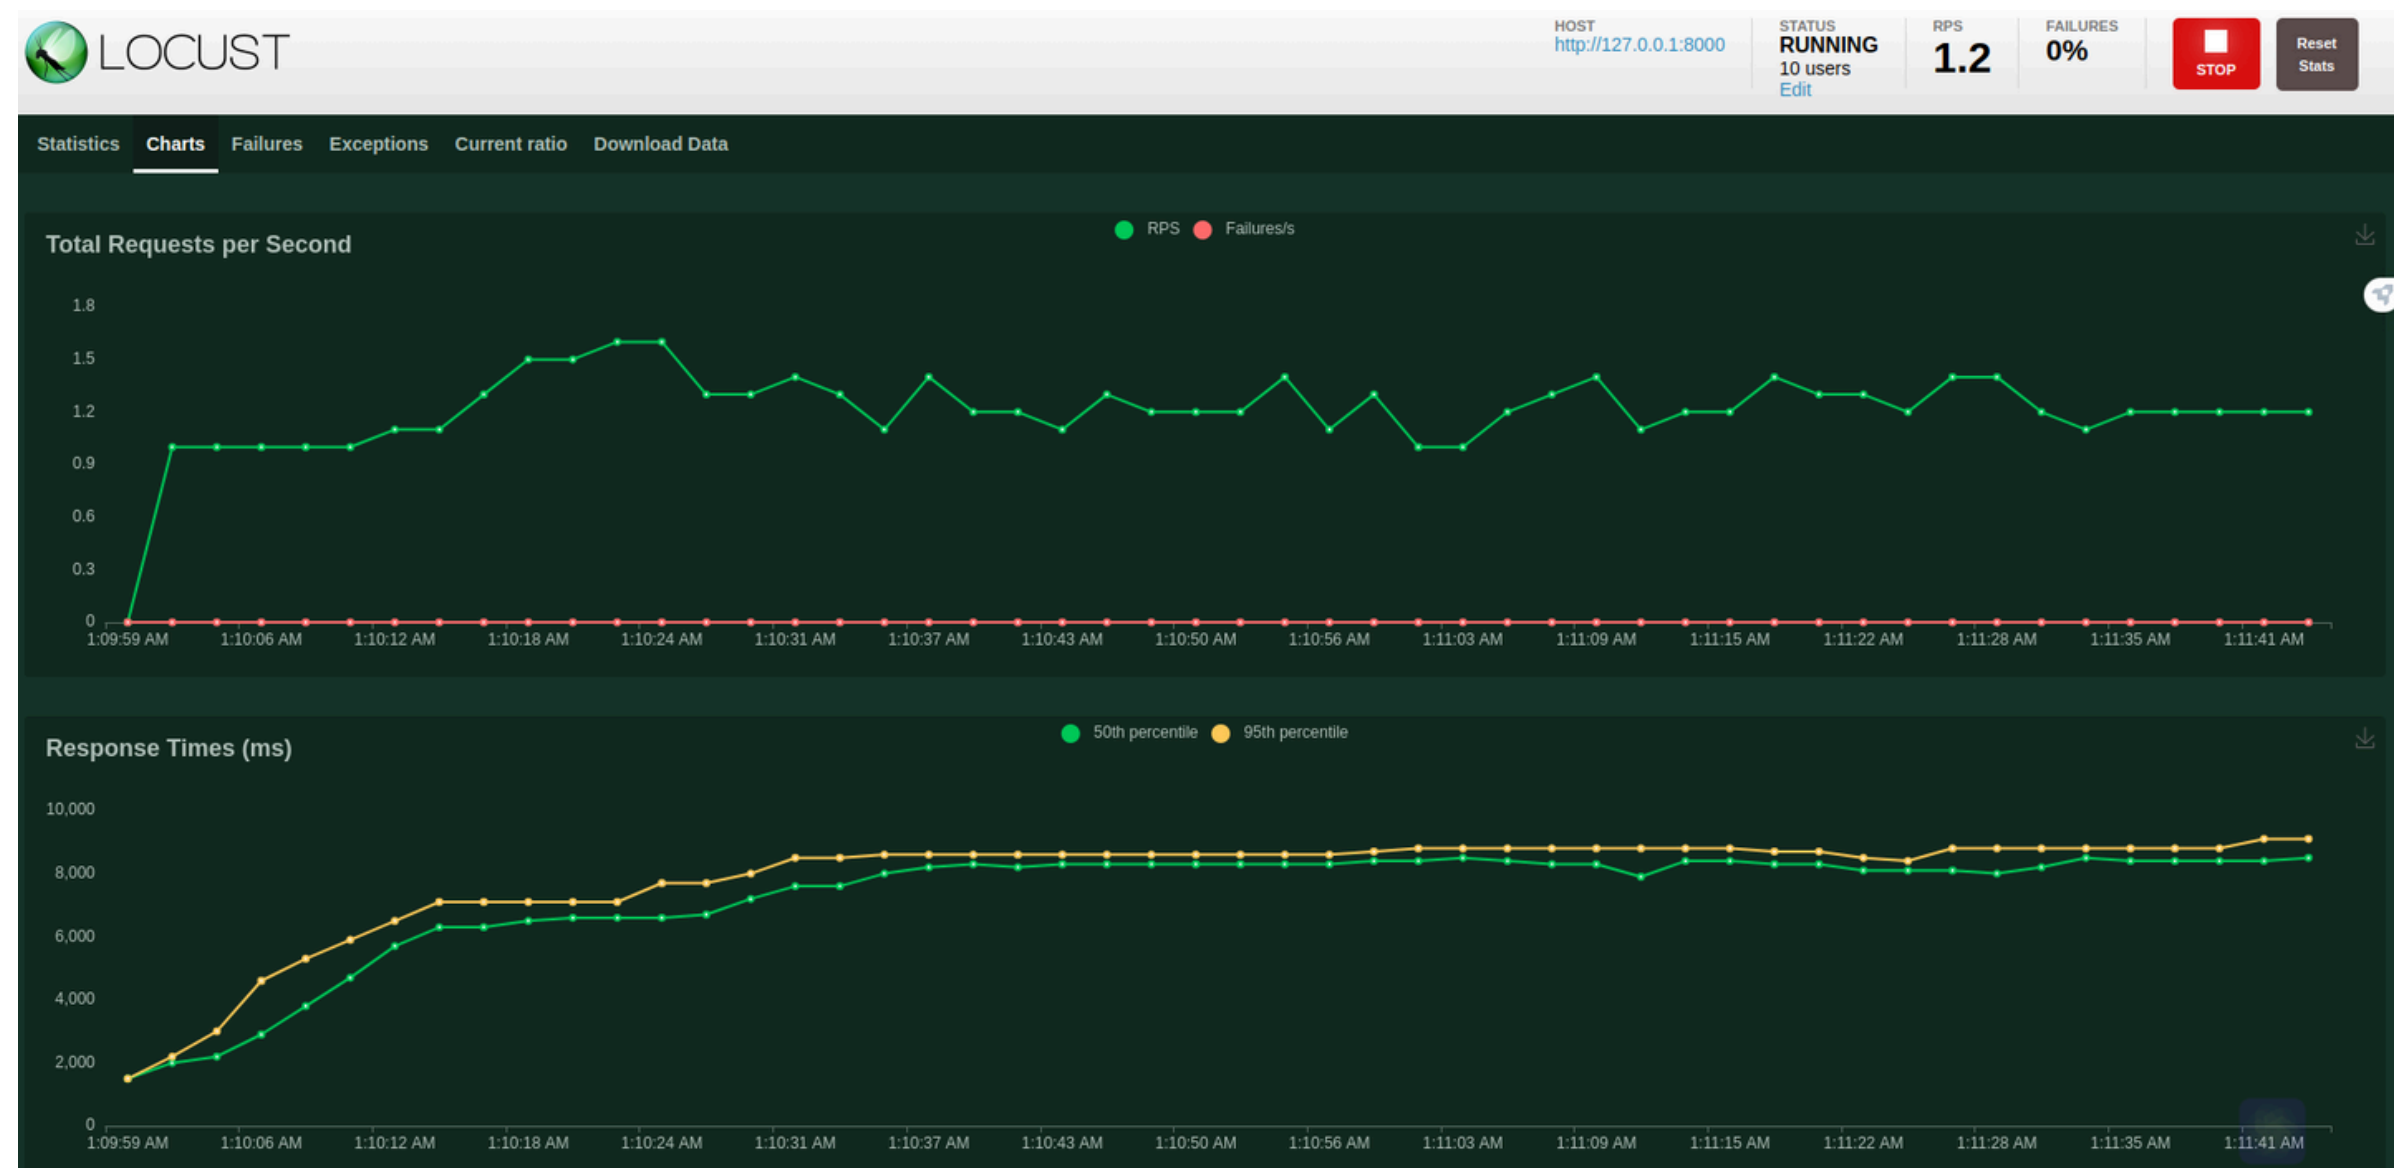 LOCUST
HOST
http://127.0.0.1:8000
STATUS
RUNNING
10 users
Edit
RPS
1.2
FAILURES
0%
STOP
Reset
Stats
Statistics Charts Failures Exceptions Current ratio Download Data
Total Requests per Second
RPS Failures/s
1.8
1.5
1.2
0.9
0.6
0.3
0
1:09:59 AM 1:10:06 AM 1:10:12 AM 1:10:18 AM 1:10:24 AM 1:10:31 AM 1:10:37 AM 1:10:43 AM 1:10:50 AM 1:10:56 AM 1:11:03 AM 1:11:09 AM 1:11:15 AM 1:11:22 AM 1:11:28 AM 1:11:35 AM 1:11:41 AM
Response Times (ms)
50th percentile 95th percentile
10,000
8,000
6,000
4,000
2,000
0
1:09:59 AM 1:10:06 AM 1:10:12 AM 1:10:18 AM 1:10:24 AM 1:10:31 AM 1:10:37 AM 1:10:43 AM 1:10:50 AM 1:10:56 AM 1:11:03 AM 1:11:09 AM 1:11:15 AM 1:11:22 AM 1:11:28 AM 1:11:35 AM 1:11:41 AM